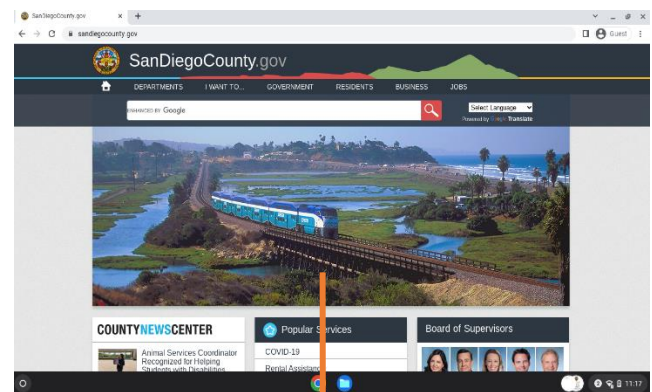 SanDiegoCounty.gov
sandiegocounty.gov
Guest
SanDiegoCounty.gov
DEPARTMENTS I WANT TO... GOVERNMENT RESIDENTS BUSINESS JOBS
ENHANCED BY Google
Select Language
Powered by Google Translate
COUNTYNEWSCENTER
Popular Services
Board of Supervisors
Animal Services Coordinator
Recognized for Helping
Students with Disabilities
COVID-19
Rental Assistance
11:17